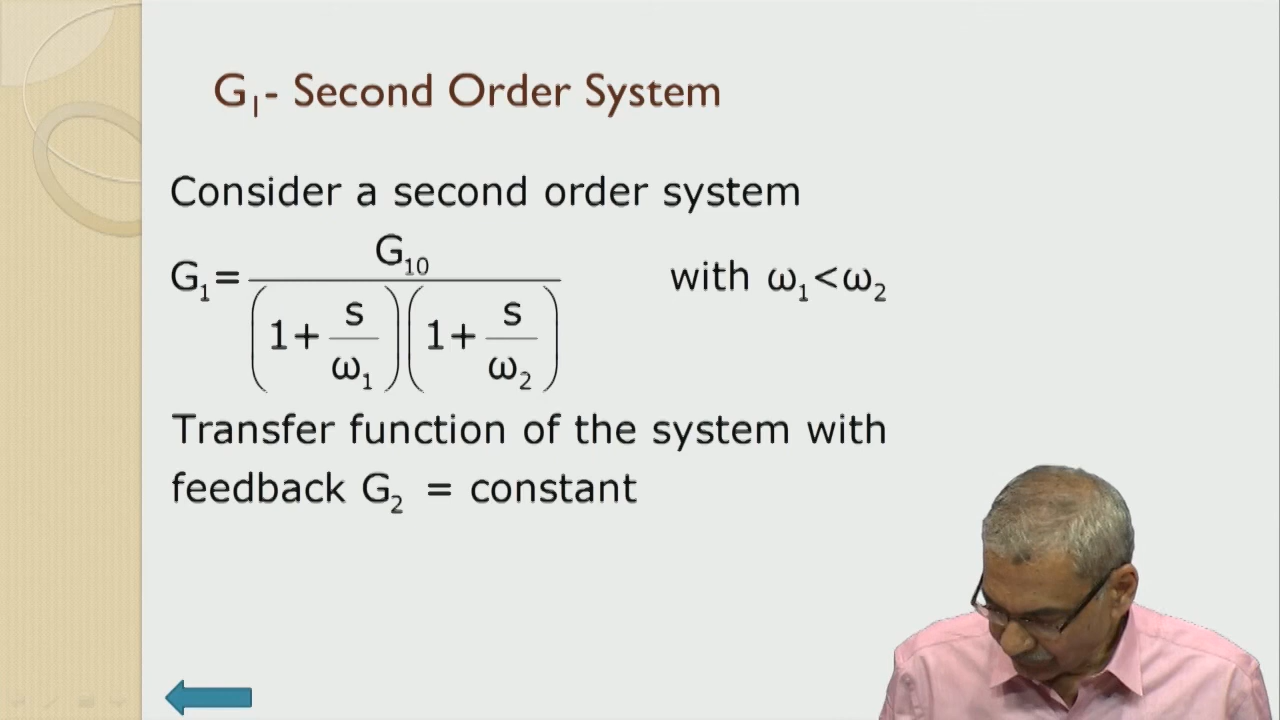 G₁- Second Order System
Consider a second order system
G₁= G₁₀ / (1+ s/ω₁)(1+ s/ω₂) with ω₁<ω₂
Transfer function of the system with
feedback G₂ = constant